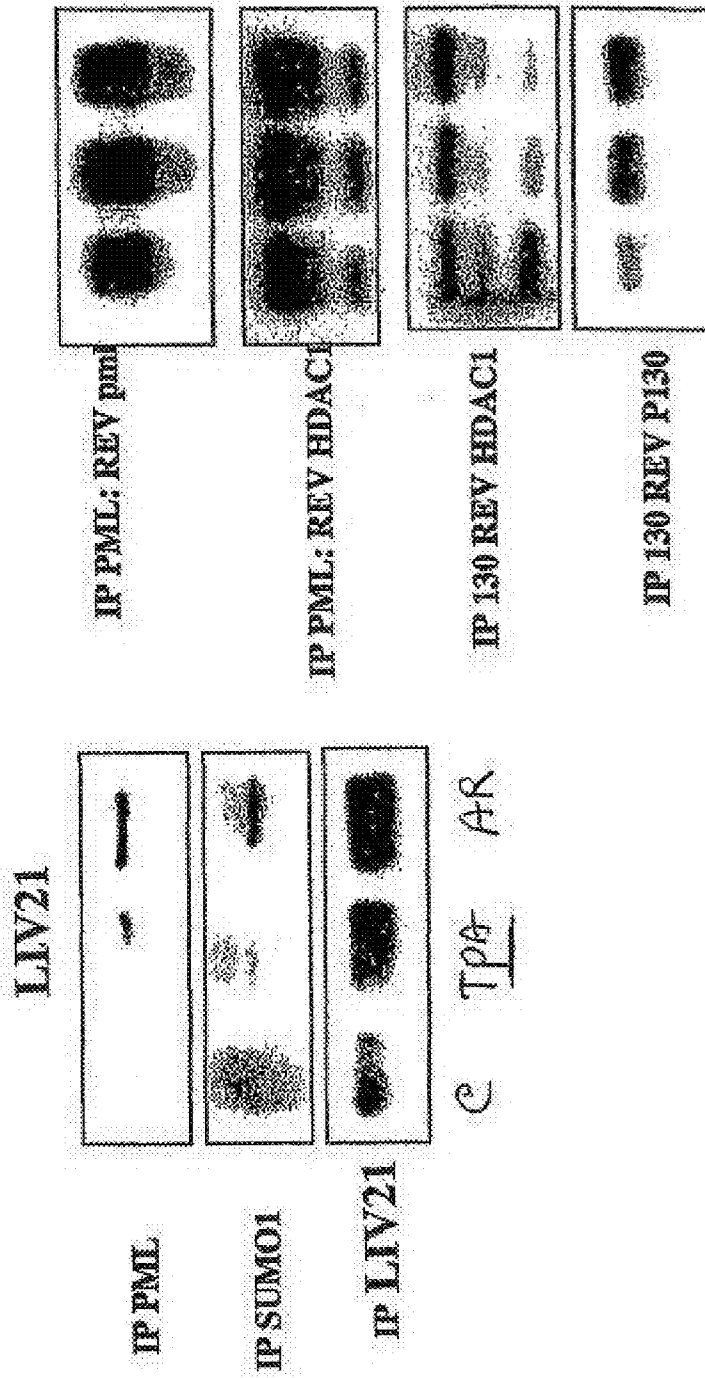 LIV21
IP PML
IP SUMO1
IP LIV21
C TPA AR
IP PML: REV pml
IP PML: REV HDAC1
IP 130 REV HDAC1
IP 130 REV P130